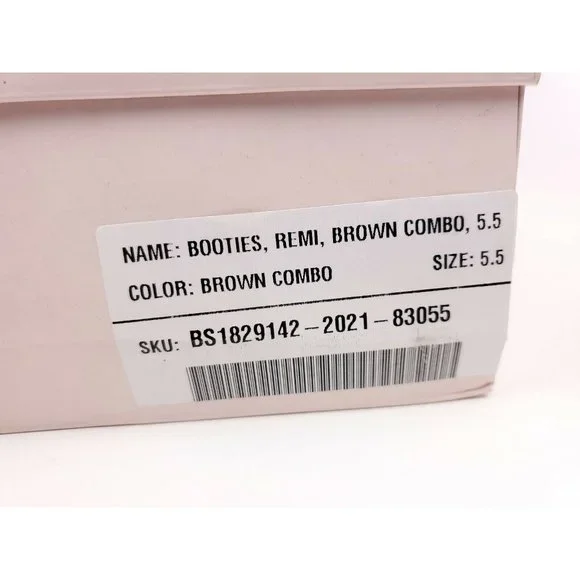 NAME: BOOTIES, REMI, BROWN COMBO, 5.5
COLOR: BROWN COMBO SIZE: 5.5
SKU: BS1829142-2021-83055